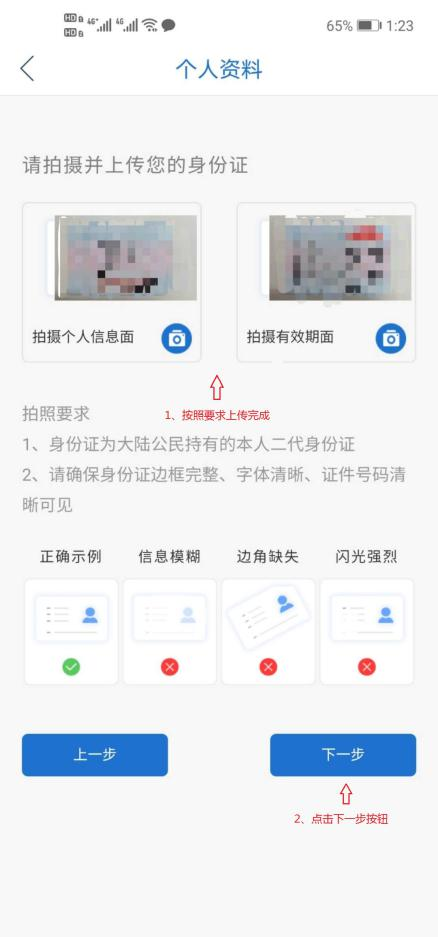 HD 4G+ 4G 65% 1:23
HD
个人资料
请拍摄并上传您的身份证
拍摄个人信息面 拍摄有效期面
1、按照要求上传完成
拍照要求
1、身份证为大陆公民持有的本人二代身份证
2、请确保身份证边框完整、字体清晰、证件号码清
晰可见
正确示例 信息模糊 边角缺失 闪光强烈
上一步 下一步
2、点击下一步按钮